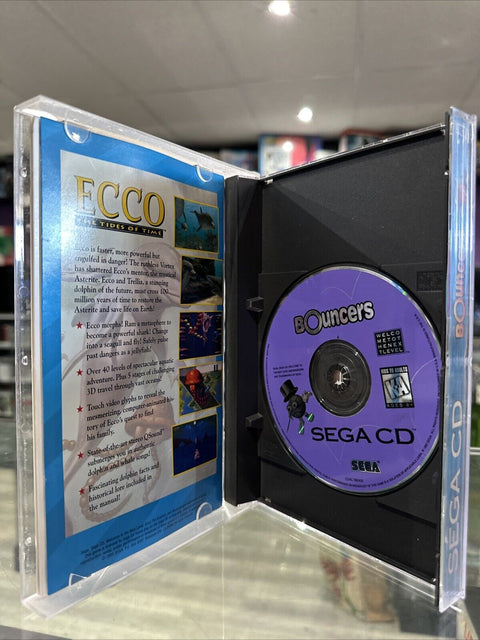 ECCO
THE TIDES OF TIME
Ecco is faster, more powerful but
engulfed in danger! The ruthless Vortex
has shattered Ecco's mentor, the mystical
Asterite. Ecco and Trellia, a stunning
dolphin of the future, must cross 100
million years of time to restore the
Asterite and save life on Earth!
Ecco morphs! Ram a metasphere to
become a powerful shark! Change
into a seagull and fly! Safely pulse
past dangers as a jellyfish!
Over 40 levels of spectacular aquatic
adventure. Plus 5 stages of challenging
3D travel through vast oceans!
Touch video glyphs to reveal the
mesmerizing, computer-animated his-
tory of Ecco's quest to find
his family.
State-of-the-art stereo QSound
submerges you in authentic
dolphin and whale songs!
Fascinating dolphin facts and
historical lore included in
the manual!
BOUNCERS
WELCO
METOT
HENEX
TLEVEL
SEGA CD
SEGA
BOUNCERS
SEGA CD